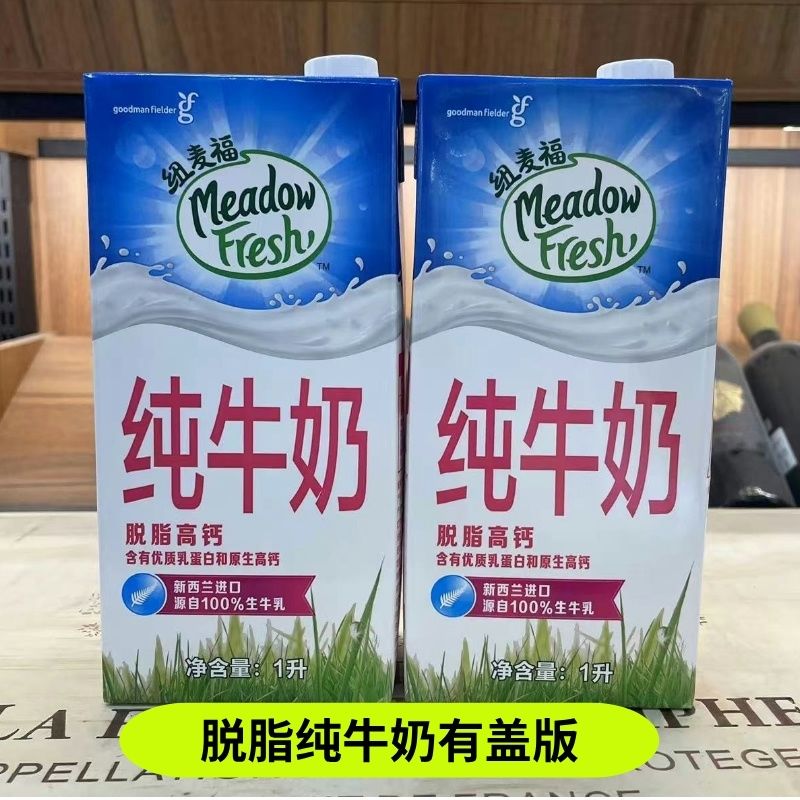 goodman fielder
纽麦福
Meadow
Fresh
TM
纯牛奶
脱脂高钙
含有优质乳蛋白和原生高钙
新西兰进口
源自100%生牛乳
净含量：1升
goodman fielder
纽麦福
Meadow
Fresh
TM
纯牛奶
脱脂高钙
含有优质乳蛋白和原生高钙
新西兰进口
源自100%生牛乳
净含量：1升
脱脂纯牛奶有盖版